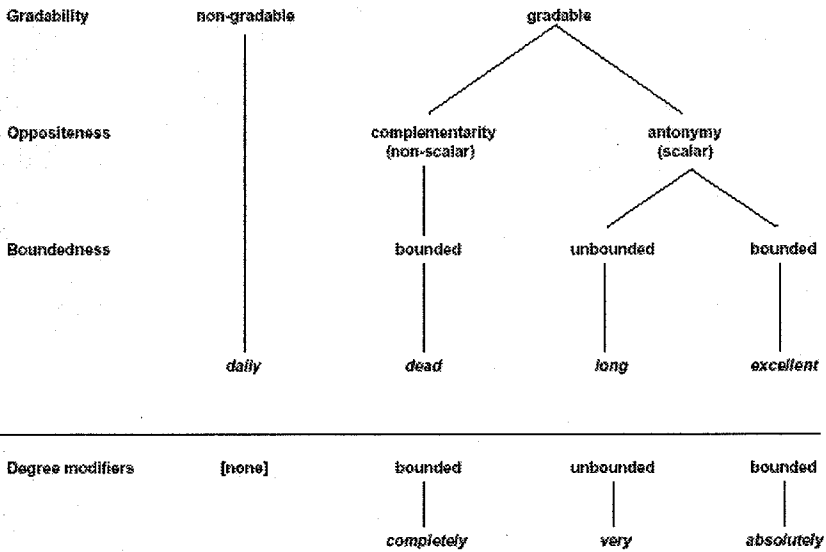 Gradability non-gradable gradable
Oppositeness complementarity antonymy
(non-scalar) (scalar)
Boundedness bounded unbounded bounded
daily dead long excellent
Degree modifiers [none] bounded unbounded bounded
completely very absolutely